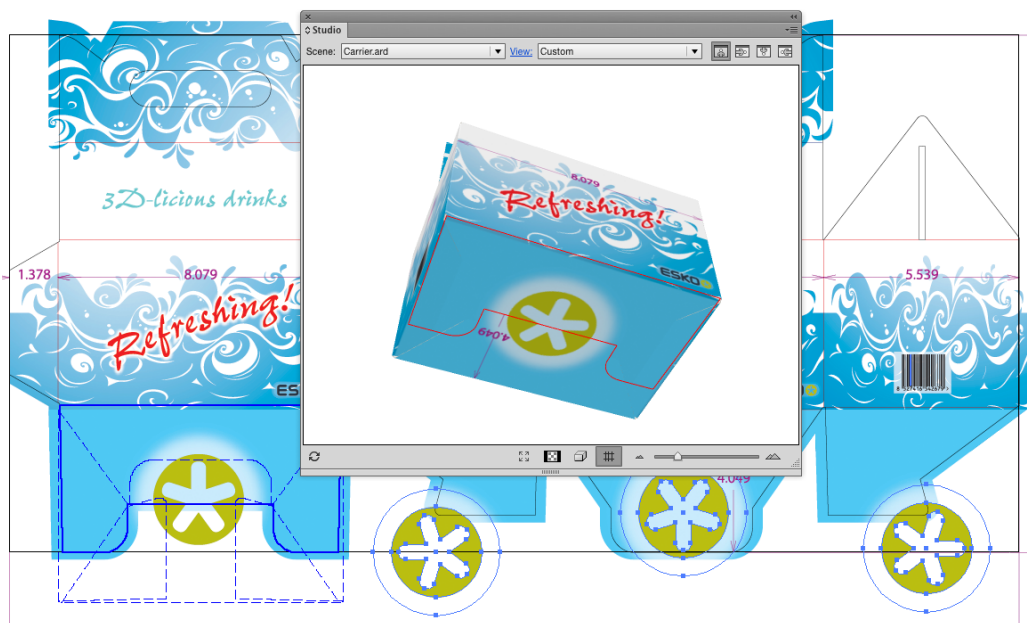 Studio
Scene: Carrier.ard View: Custom
3D-licious drinks
8.079
Refreshing!
ESKO
4.049
1.378
8.079
5.539
Refreshing!
ES
4.049